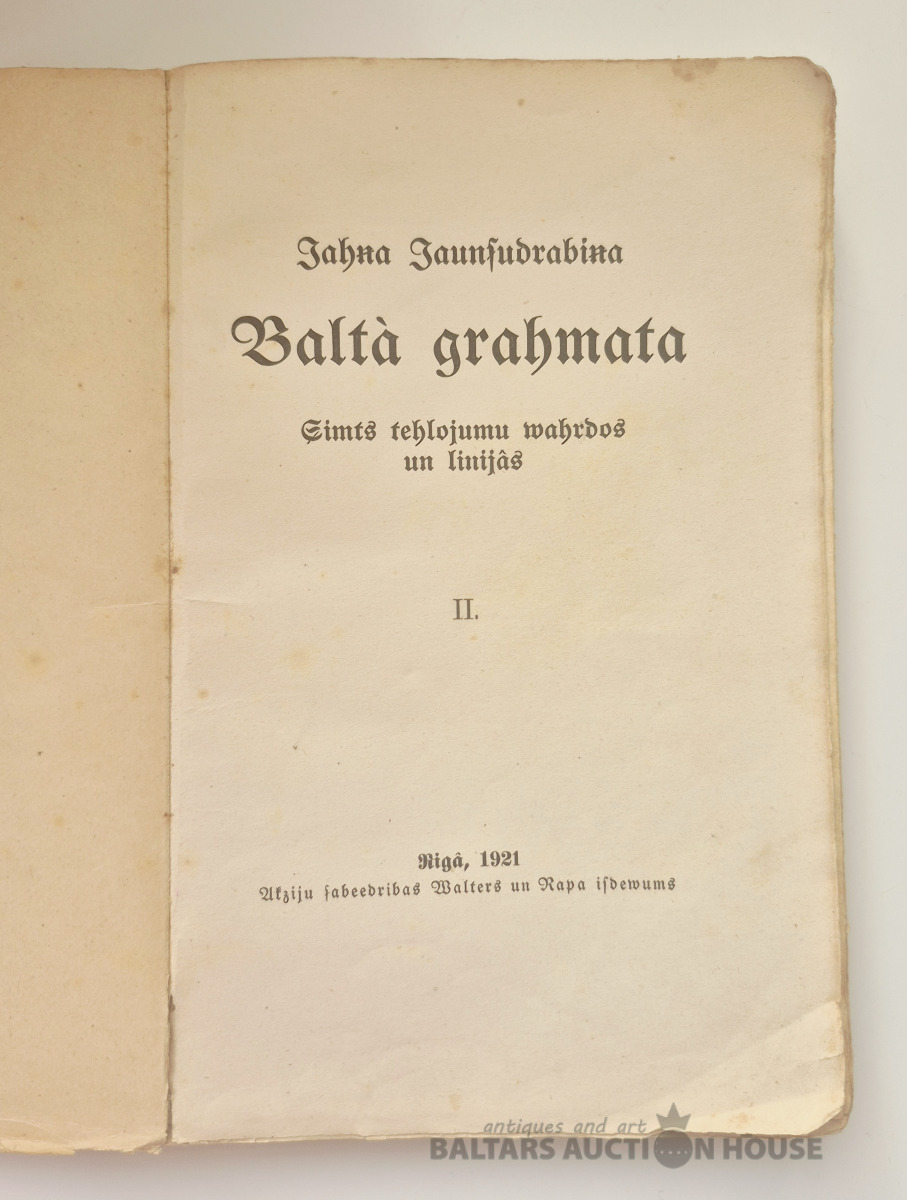 Jahņa Jaunſudrabiņa
Baltà grahmata
Simts tehlojumu wahrdos
un linijâs
II.
Rigâ, 1921
Akziju ſabeedribas Walters un Rapa iſdewums
antiques and art
BALTARS AUCTION HOUSE